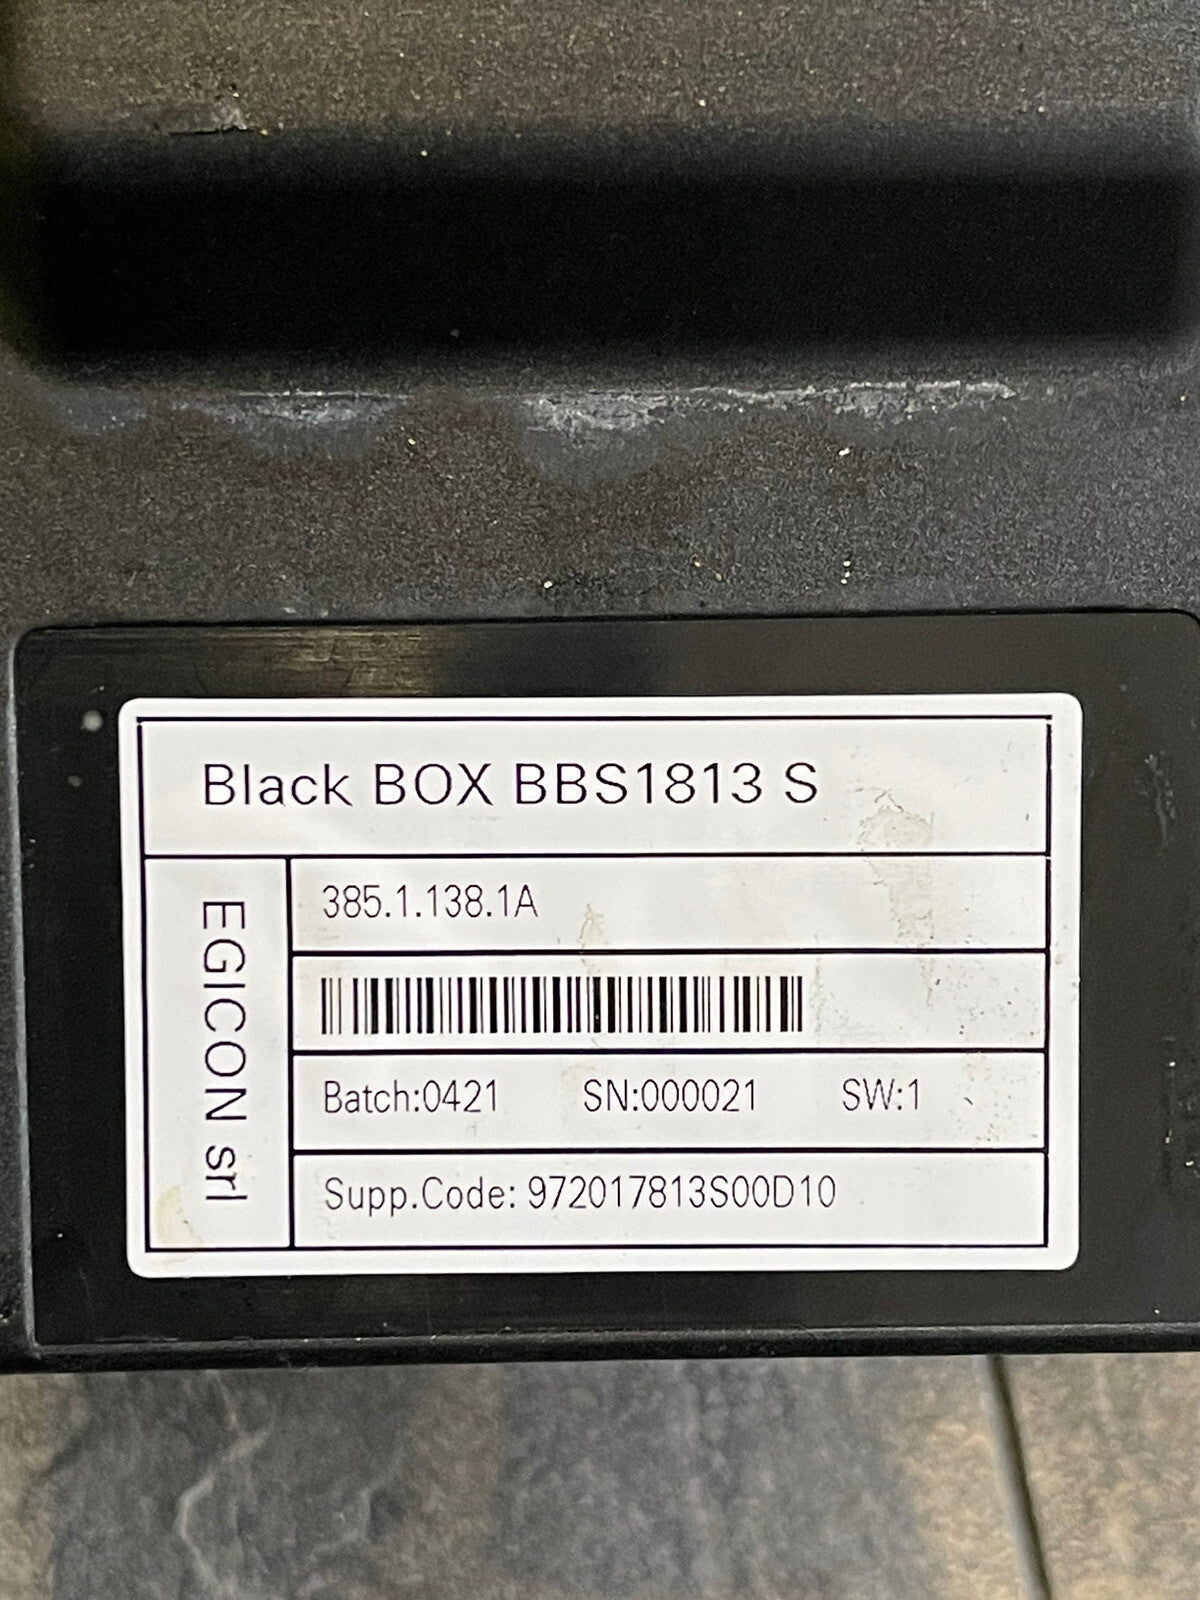 Black BOX BBS1813 S
EGICON srl
385.1.138.1A
Batch:0421 SN:000021 SW:1
Supp.Code: 972017813S00D10